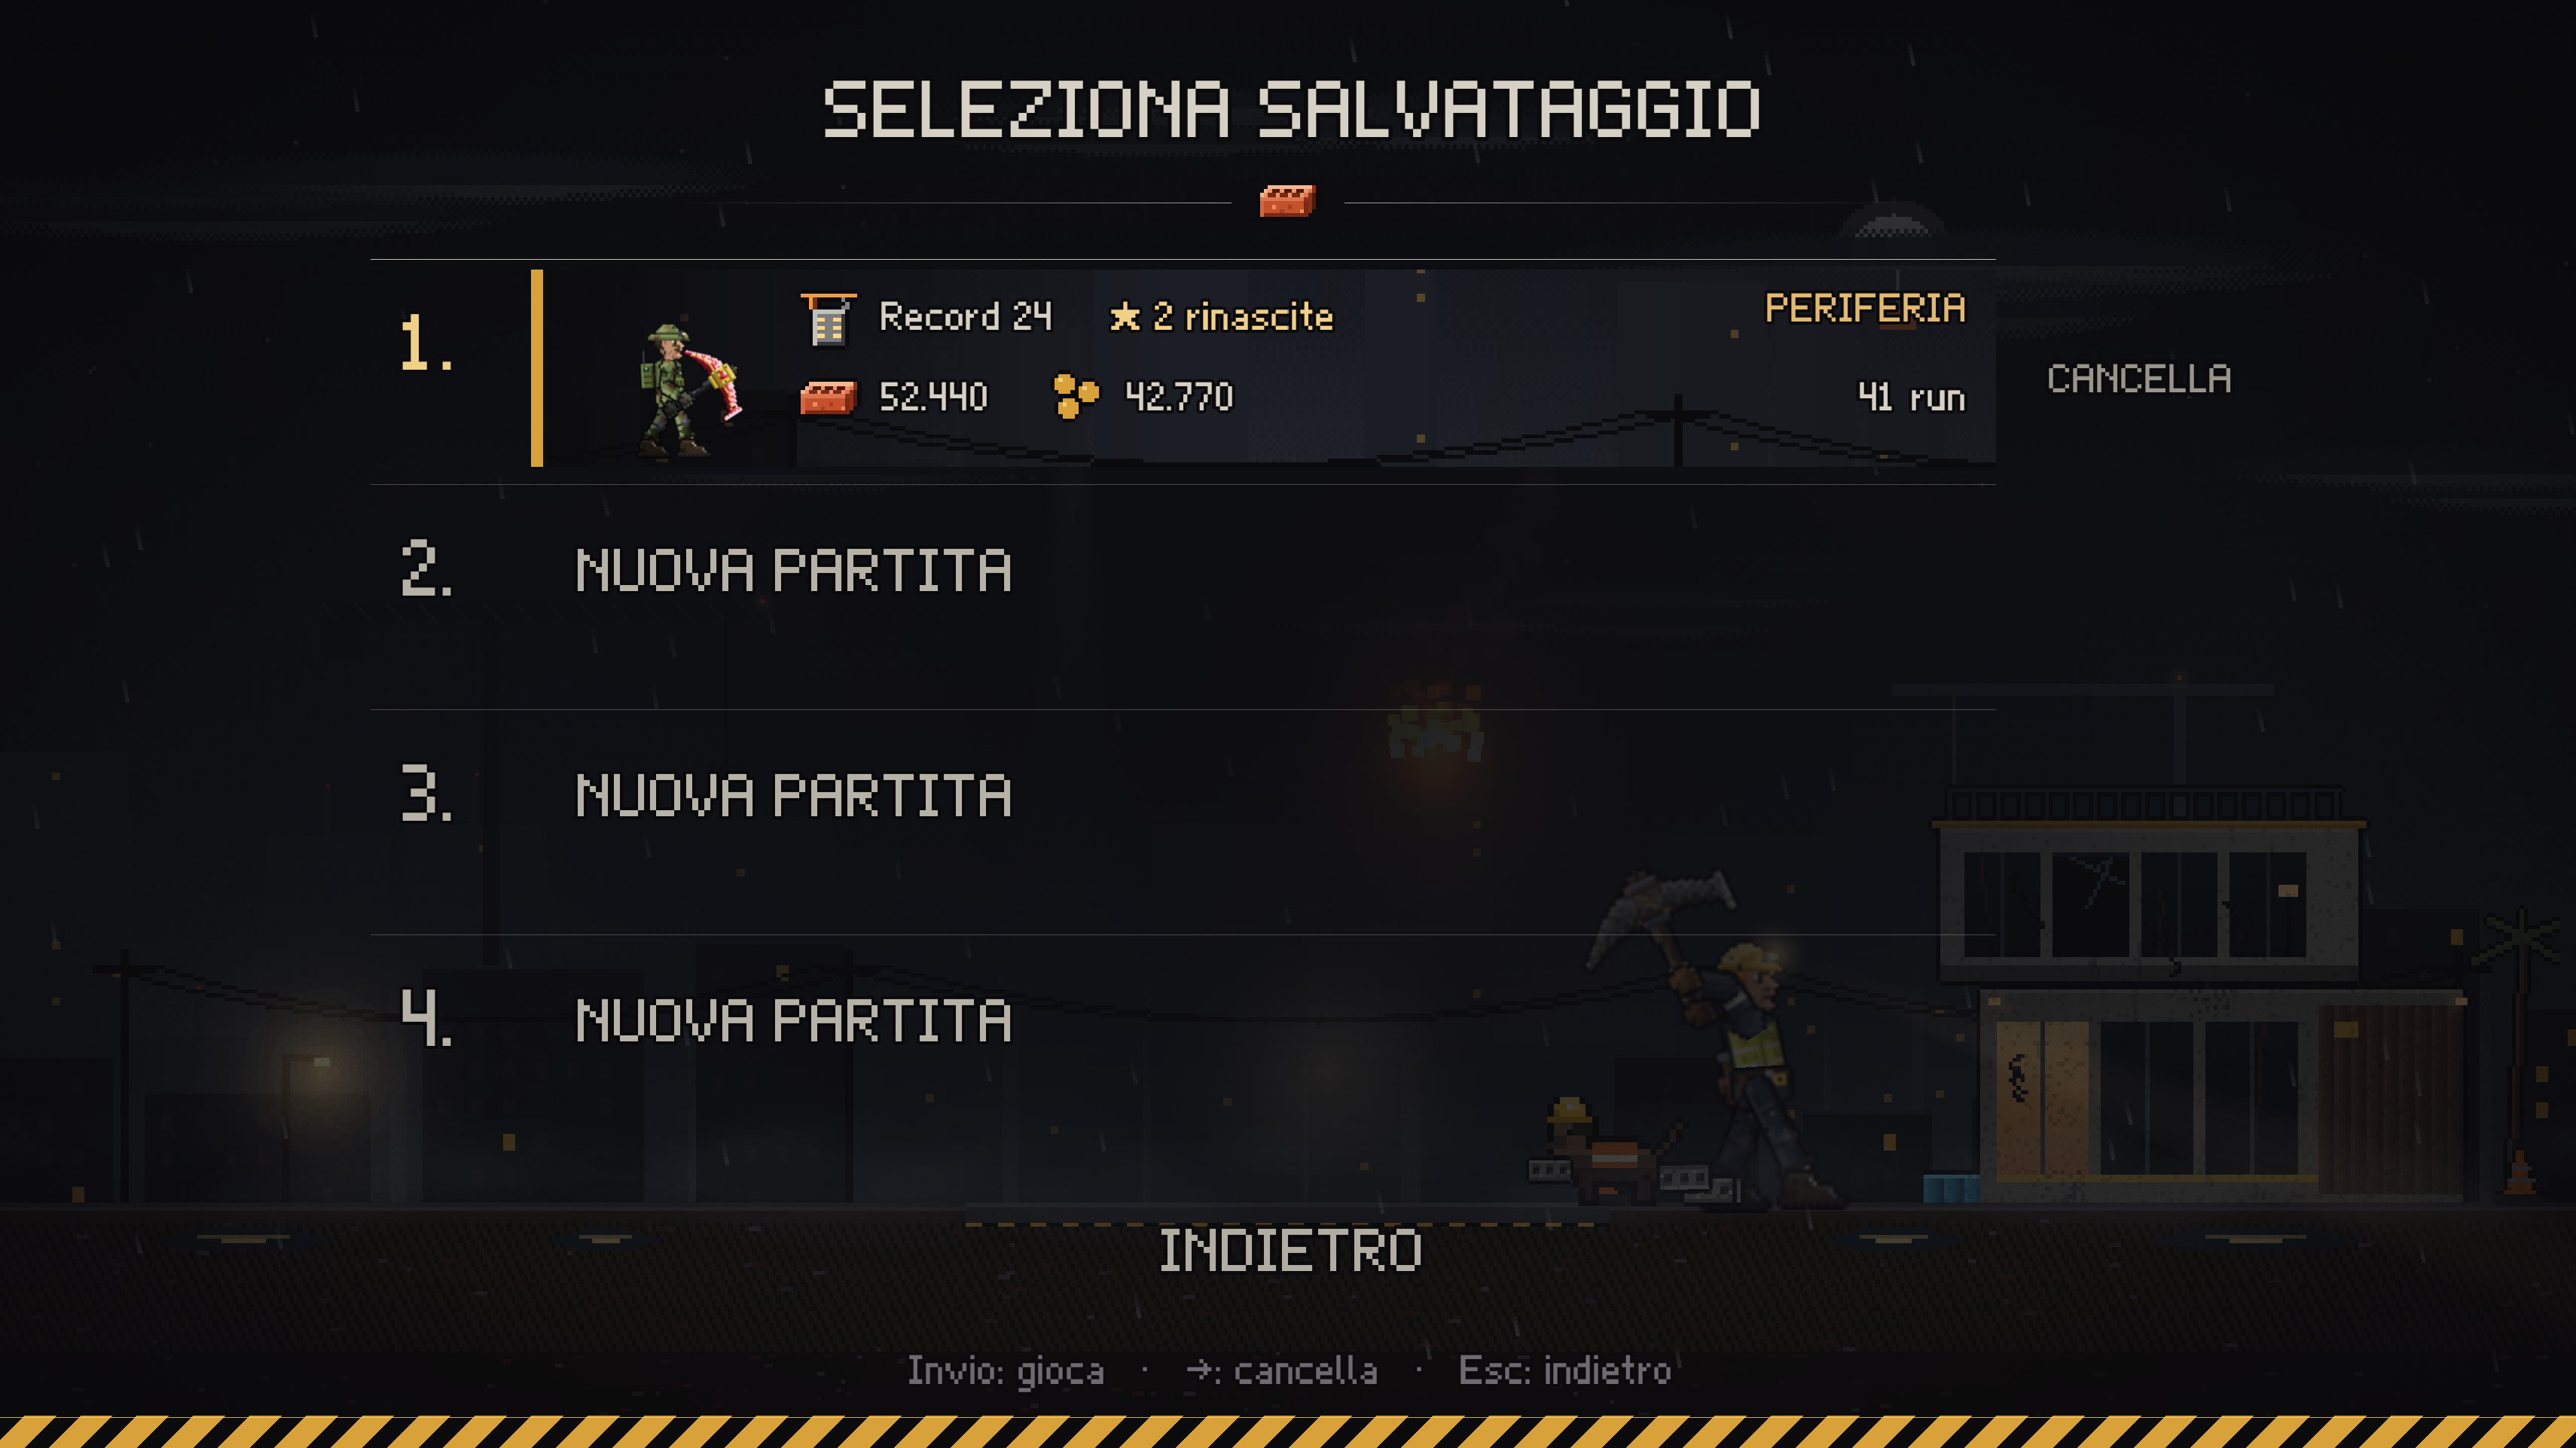 SELEZIONA SALVATAGGIO
1.
Record 24 ★ 2 rinascite
PERIFERIA
52.440 42.770
41 run
CANCELLA
2. NUOVA PARTITA
3. NUOVA PARTITA
4. NUOVA PARTITA
INDIETRO
Invio: gioca · →: cancella · Esc: indietro